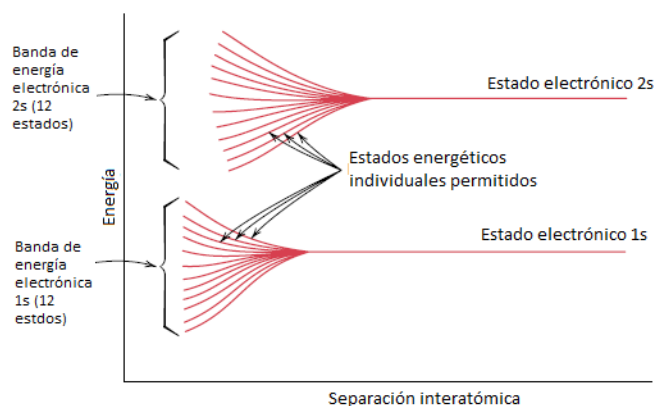 Banda de
energía
electrónica
2s (12
estados)
Estado electrónico 2s
Estados energéticos
individuales permitidos
Energía
Estado electrónico 1s
Banda de
energía
electrónica
1s (12
estdos)
Separación interatómica